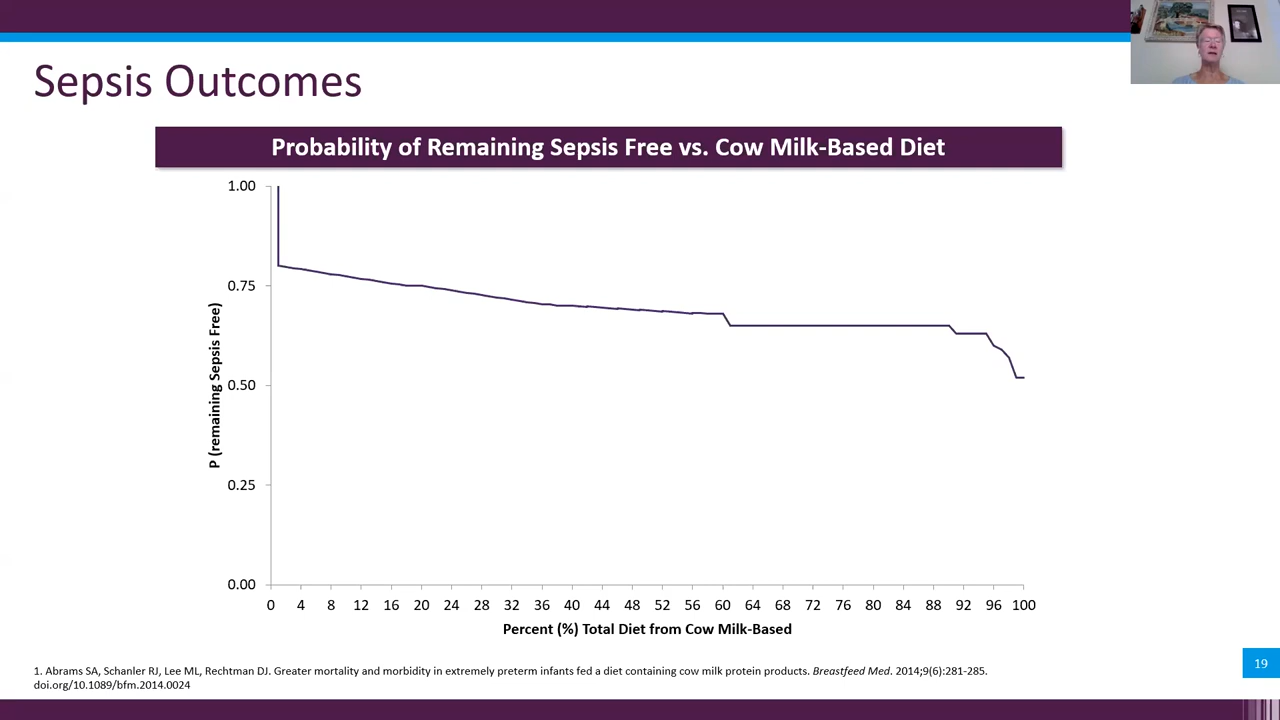 Sepsis Outcomes
Probability of Remaining Sepsis Free vs. Cow Milk-Based Diet
1.00
0.75
0.50
0.25
0.00
P (remaining Sepsis Free)
0 4 8 12 16 20 24 28 32 36 40 44 48 52 56 60 64 68 72 76 80 84 88 92 96 100
Percent (%) Total Diet from Cow Milk-Based
19
1. Abrams SA, Schanler RJ, Lee ML, Rechtman DJ. Greater mortality and morbidity in extremely preterm infants fed a diet containing cow milk protein products. Breastfeed Med. 2014;9(6):281-285.
doi.org/10.1089/bfm.2014.0024